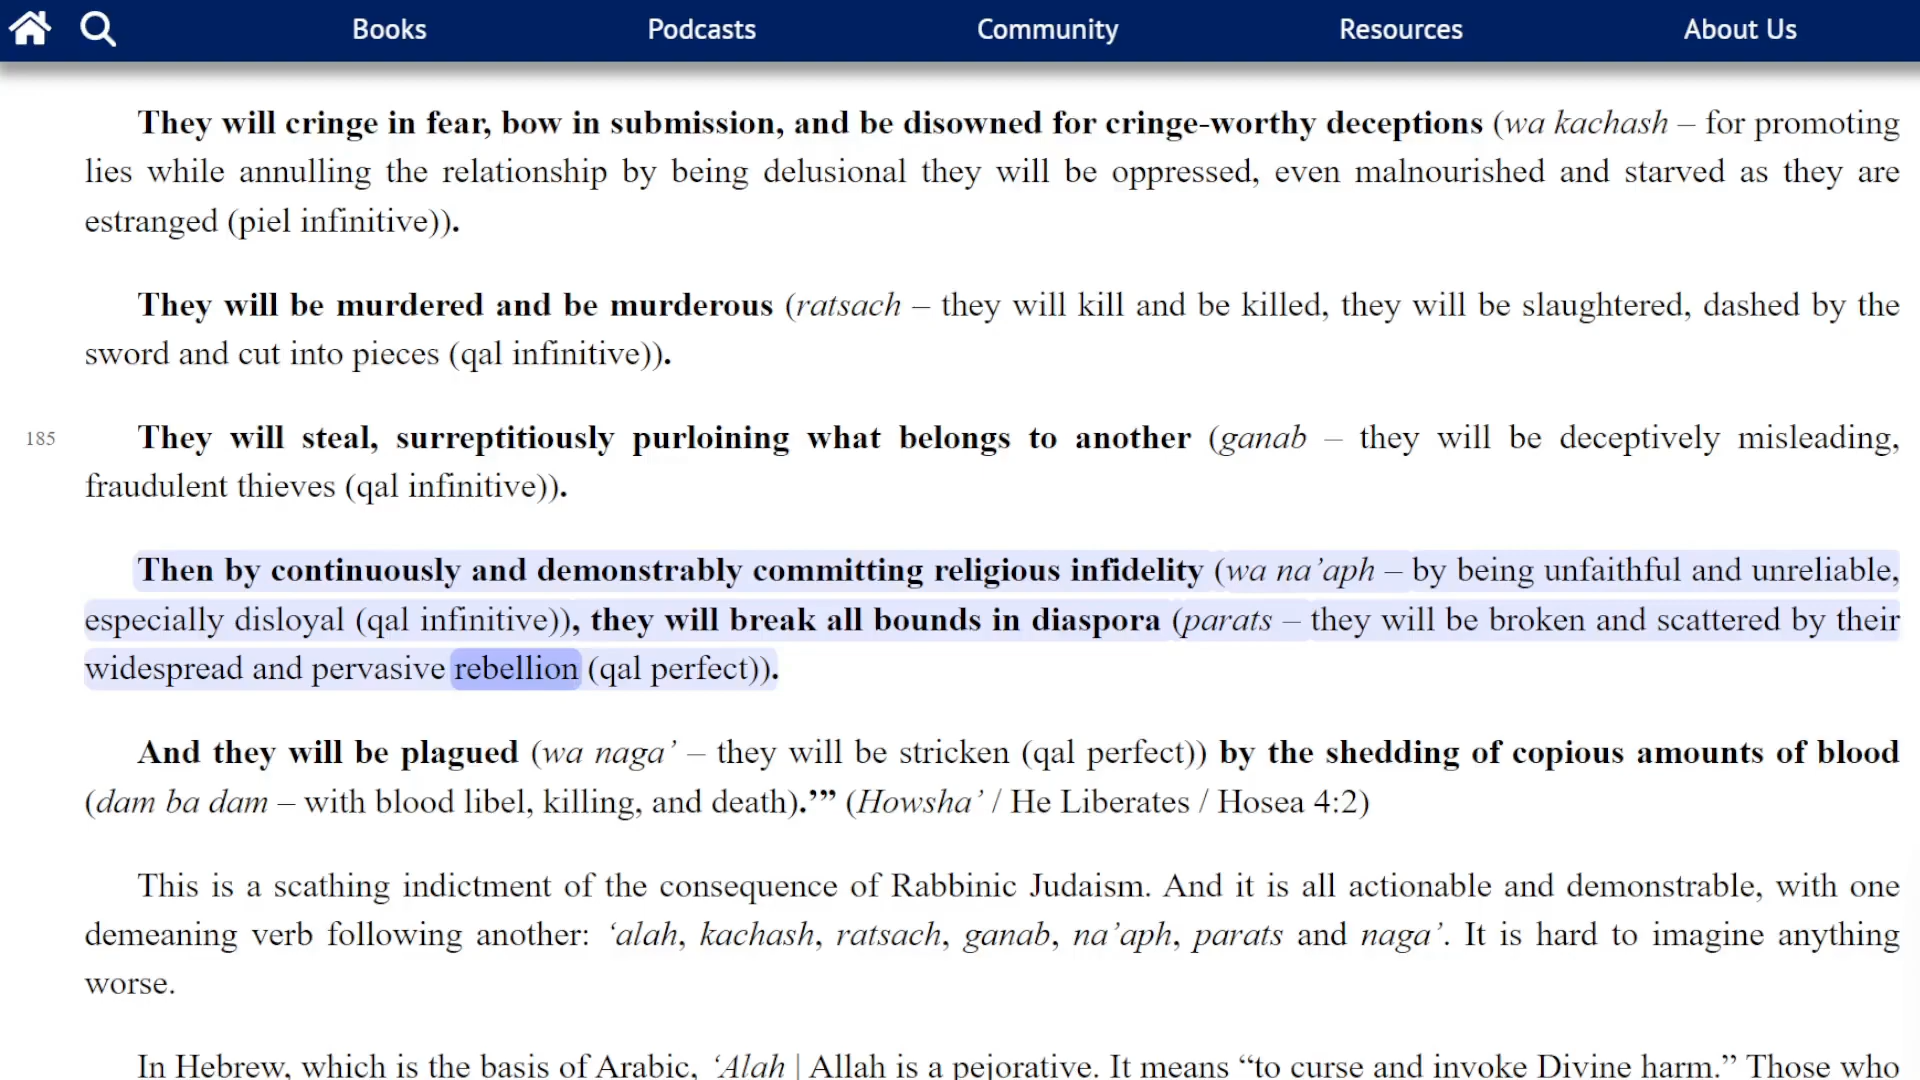 Books Podcasts Community Resources About Us
They will cringe in fear, bow in submission, and be disowned for cringe-worthy deceptions (wa kachash – for promoting
lies while annulling the relationship by being delusional they will be oppressed, even malnourished and starved as they are
estranged (piel infinitive)).
They will be murdered and be murderous (ratsach – they will kill and be killed, they will be slaughtered, dashed by the
sword and cut into pieces (qal infinitive)).
185 They will steal, surreptitiously purloining what belongs to another (ganab – they will be deceptively misleading,
fraudulent thieves (qal infinitive)).
Then by continuously and demonstrably committing religious infidelity (wa na’aph – by being unfaithful and unreliable,
especially disloyal (qal infinitive)), they will break all bounds in diaspora (parats – they will be broken and scattered by their
widespread and pervasive rebellion (qal perfect)).
And they will be plagued (wa naga’ – they will be stricken (qal perfect)) by the shedding of copious amounts of blood
(dam ba dam – with blood libel, killing, and death).’” (Howsha’ / He Liberates / Hosea 4:2)
This is a scathing indictment of the consequence of Rabbinic Judaism. And it is all actionable and demonstrable, with one
demeaning verb following another: ‘alah, kachash, ratsach, ganab, na’aph, parats and naga’. It is hard to imagine anything
worse.
In Hebrew, which is the basis of Arabic, ‘Alah | Allah is a pejorative. It means “to curse and invoke Divine harm.” Those who